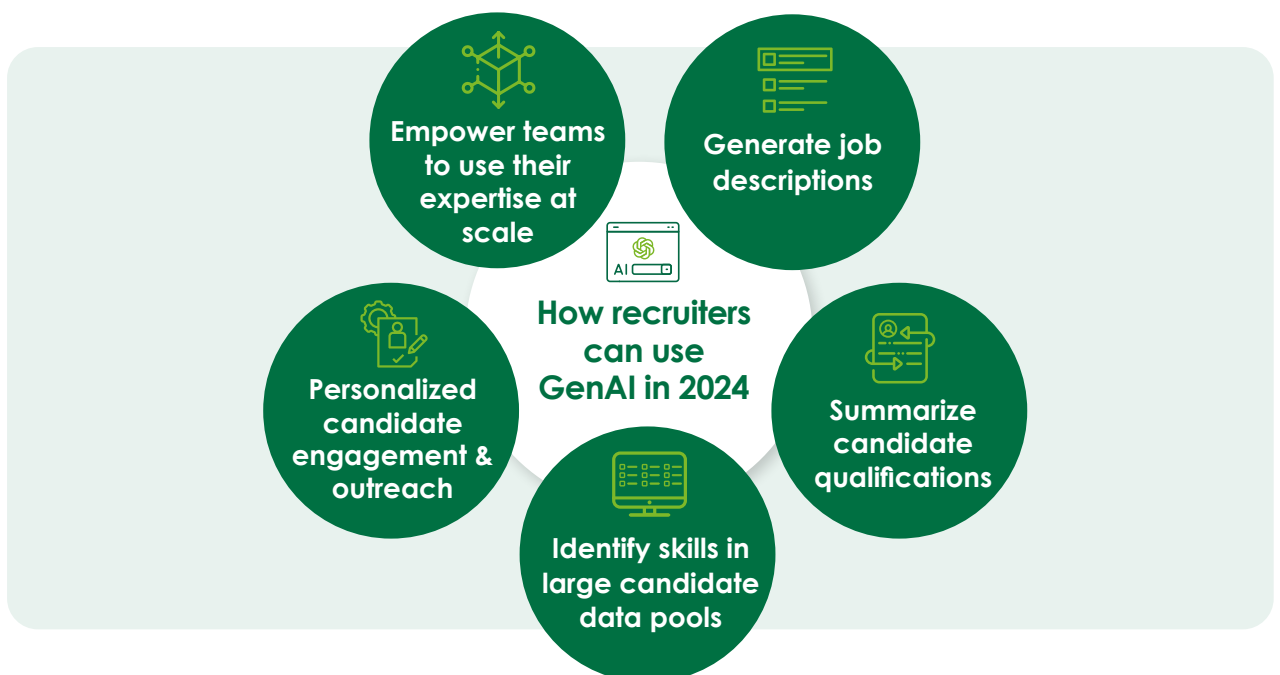 Empower teams
to use their
expertise at
scale
Generate job
descriptions
AI
How recruiters
can use
GenAI in 2024
Personalized
candidate
engagement &
outreach
Summarize
candidate
qualifications
Identify skills in
large candidate
data pools